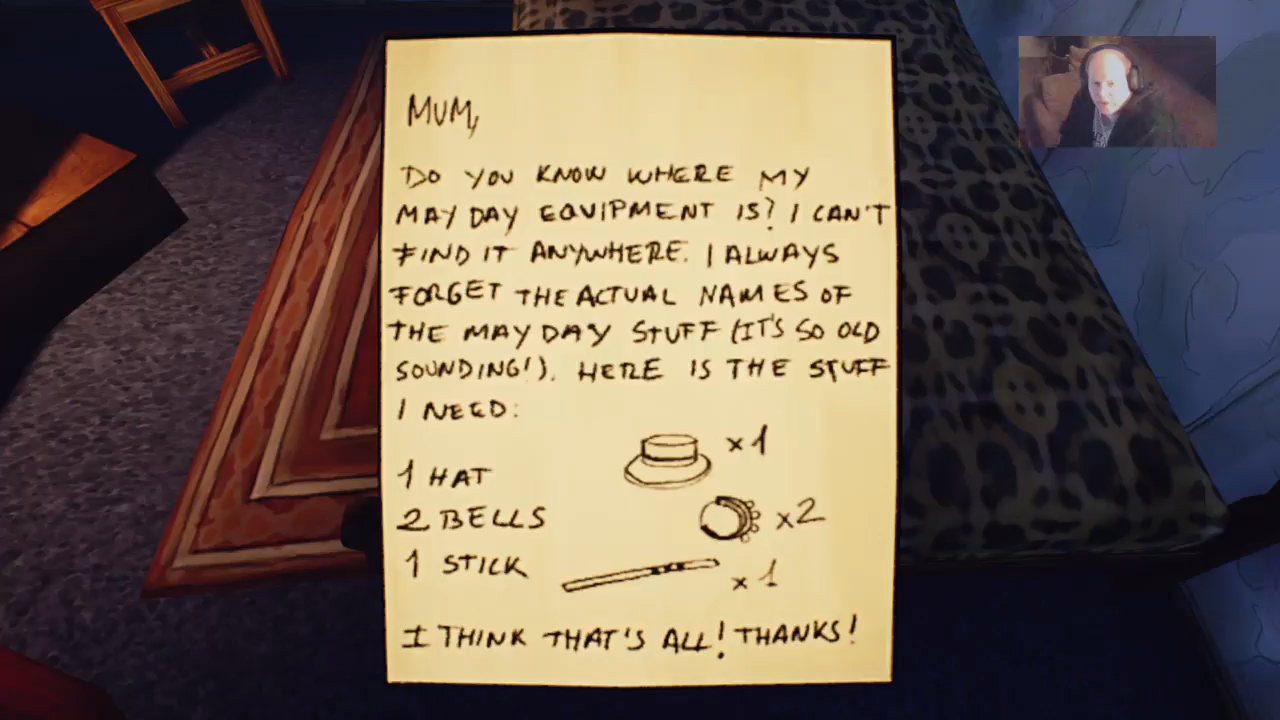 MUM,
DO YOU KNOW WHERE MY
MAY DAY EQUIPMENT IS? I CAN'T
FIND IT ANYWHERE. I ALWAYS
FORGET THE ACTUAL NAMES OF
THE MAY DAY STUFF (IT'S SO OLD
SOUNDING!). HERE IS THE STUFF
I NEED:
1 HAT x1
2 BELLS x2
1 STICK x1
I THINK THAT'S ALL! THANKS!